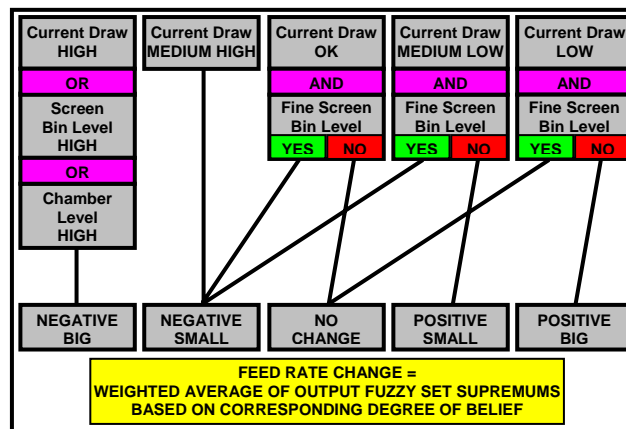 Current Draw
HIGH
OR
Screen
Bin Level
HIGH
OR
Chamber
Level
HIGH
Current Draw
MEDIUM HIGH
Current Draw
OK
AND
Fine Screen
Bin Level
YES NO
Current Draw
MEDIUM LOW
AND
Fine Screen
Bin Level
YES NO
Current Draw
LOW
AND
Fine Screen
Bin Level
YES NO
NEGATIVE
BIG
NEGATIVE
SMALL
NO
CHANGE
POSITIVE
SMALL
POSITIVE
BIG
FEED RATE CHANGE =
WEIGHTED AVERAGE OF OUTPUT FUZZY SET SUPREMUMS
BASED ON CORRESPONDING DEGREE OF BELIEF